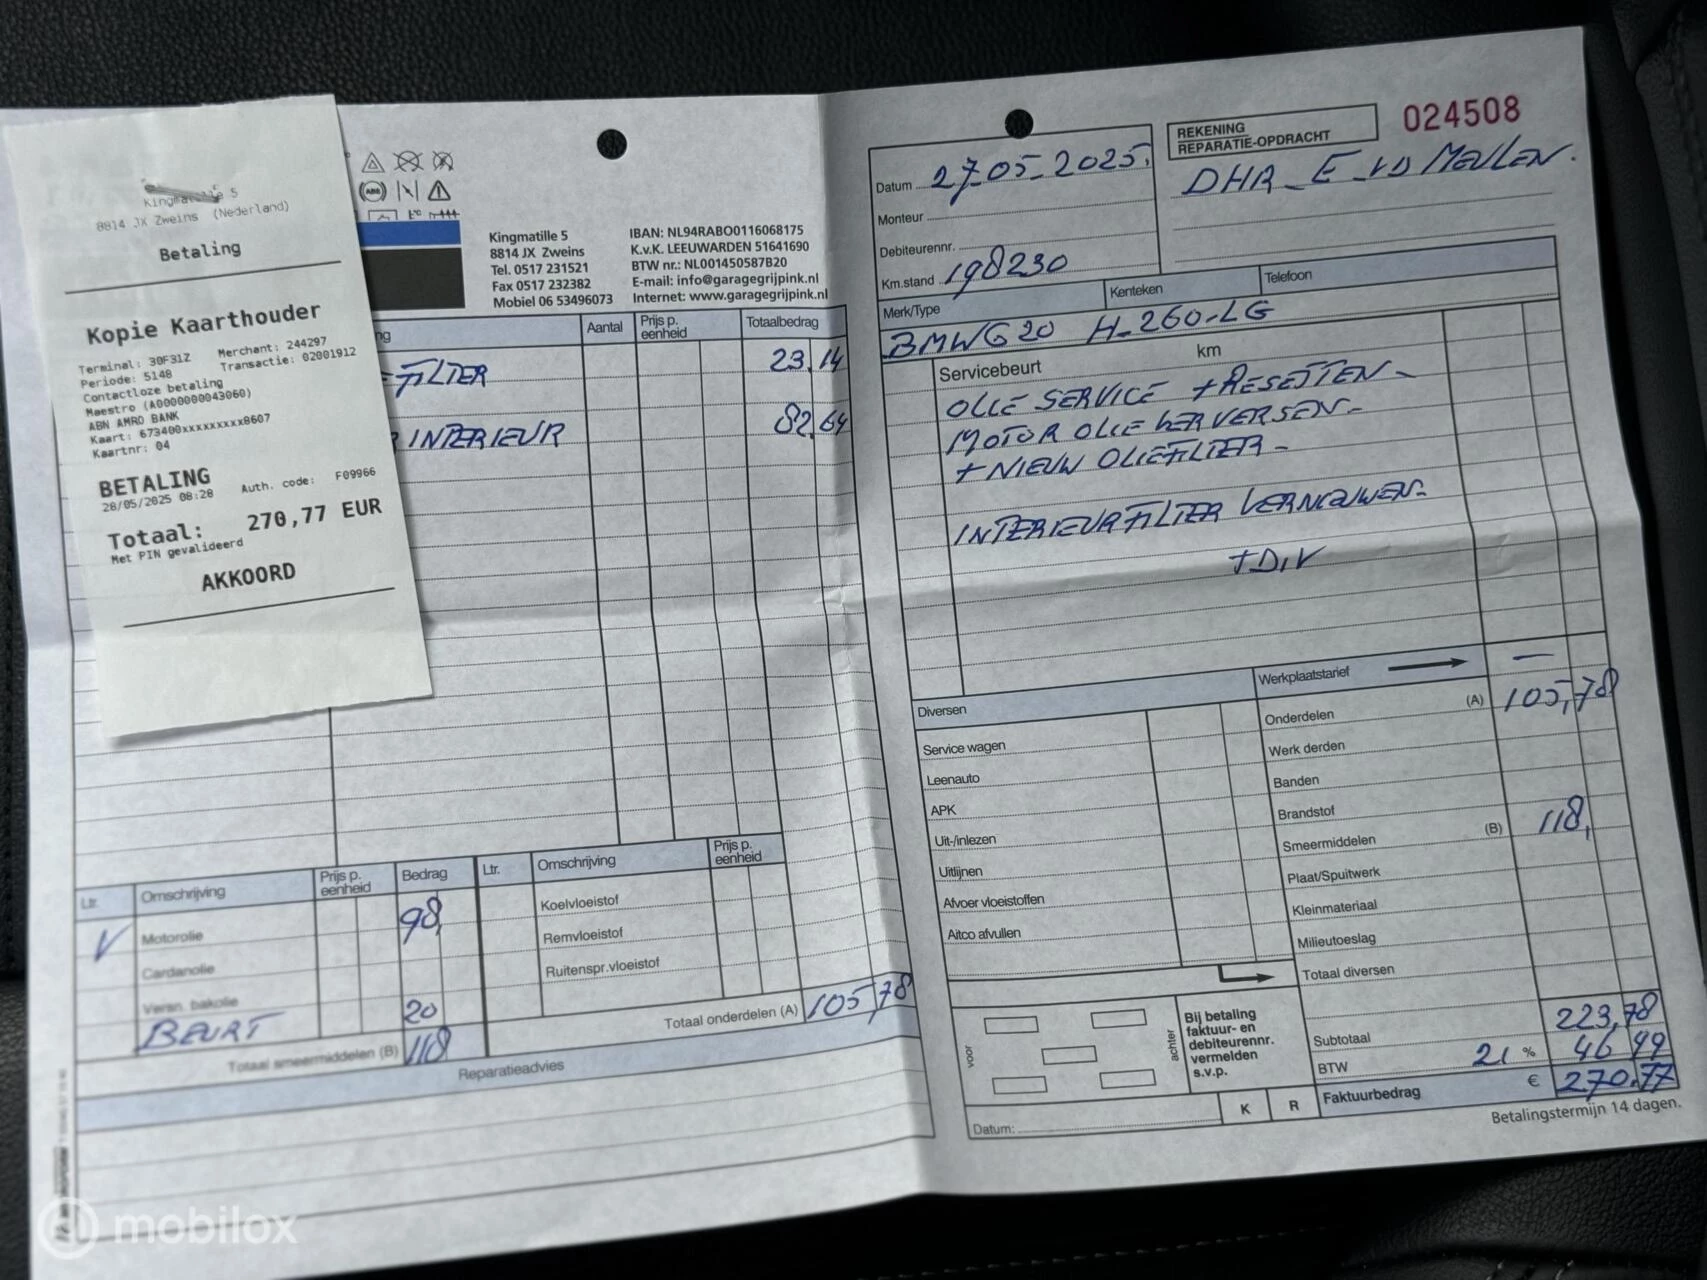 Kingmatille 5
8814 JX Zweins (Nederland)
Betaling
Kopie Kaarthouder
Terminal: 30F31Z Merchant: 244297
Periode: 5148 Transactie: 02001912
Contactloze betaling
Maestro (A0000000043060)
ABN AMRO BANK
Kaart: 673400xxxxxxxxx8607
Kaartnr: 04
BETALING
28/05/2025 08:28 Auth. code: F09966
Totaal: 270,77 EUR
Met PIN gevalideerd
AKKOORD
ABS
Kingmatille 5
8814 JX Zweins
Tel. 0517 231521
Fax 0517 232382
Mobiel 06 53496073
IBAN: NL94RABO0116068175
K.v.K. LEEUWARDEN 51641690
BTW nr.: NL001450587B20
E-mail: info@garagegrijpink.nl
Internet: www.garagegrijpink.nl
ng Aantal Prijs p. eenheid Totaalbedrag
FILTER 23,14
INTERIEUR 82,64
Ltr. Omschrijving Prijs p. eenheid Bedrag Ltr. Omschrijving Prijs p. eenheid
V Motorolie 98, Koelvloeistof
Cardanolie Remvloeistof
Versn. bakolie 20 Ruitenspr.vloeistof
BEURT
Totaal smeermiddelen (B) 118 Totaal onderdelen (A) 105,78
Reparatieadvies
REKENING
REPARATIE-OPDRACHT
024508
Datum 27-05-2025.
DHR E vd MEULEN.
Monteur
Debiteurennr.
Km.stand 198230
Merk/Type Kenteken Telefoon
BMW G20 H-260-LG
Servicebeurt km
OLIE SERVICE + RESETTEN -
MOTOR OLIE VERVERSEN -
+ NIEUW OLIEFILTER -
INTERIEURFILTER VERNIEUWEN -
+ DIV
Diversen Werkplaatstarief —
Service wagen Onderdelen (A) 105,78
Leenauto Werk derden
APK Banden
Uit-/inlezen Brandstof
Uitlijnen Smeermiddelen (B) 118,
Afvoer vloeistoffen Plaat/Spuitwerk
Airco afvullen Kleinmateriaal
Milieutoeslag
Totaal diversen
voor
achter
Bij betaling
faktuur- en
debiteurennr.
vermelden
s.v.p.
Subtotaal 223,78
BTW 21 % 46 99
Faktuurbedrag € 270,77
Datum: K R
Betalingstermijn 14 dagen.
mobilox